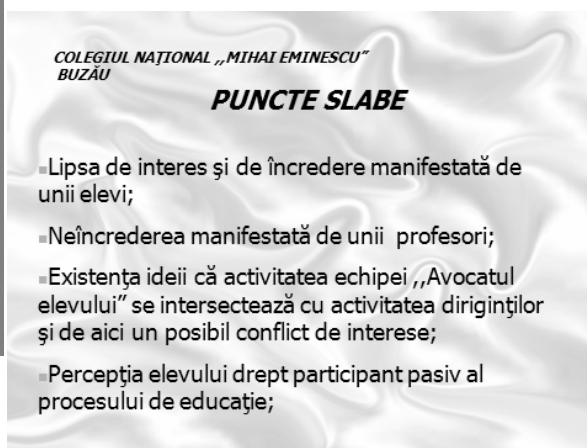 COLEGIUL NAŢIONAL ,,MIHAI EMINESCU”
BUZĂU
PUNCTE SLABE
Lipsa de interes şi de încredere manifestată de
unii elevi;
Neîncrederea manifestată de unii profesori;
Existenţa ideii că activitatea echipei ,,Avocatul
elevului” se intersectează cu activitatea diriginţilor
şi de aici un posibil conflict de interese;
Percepţia elevului drept participant pasiv al
procesului de educaţie;